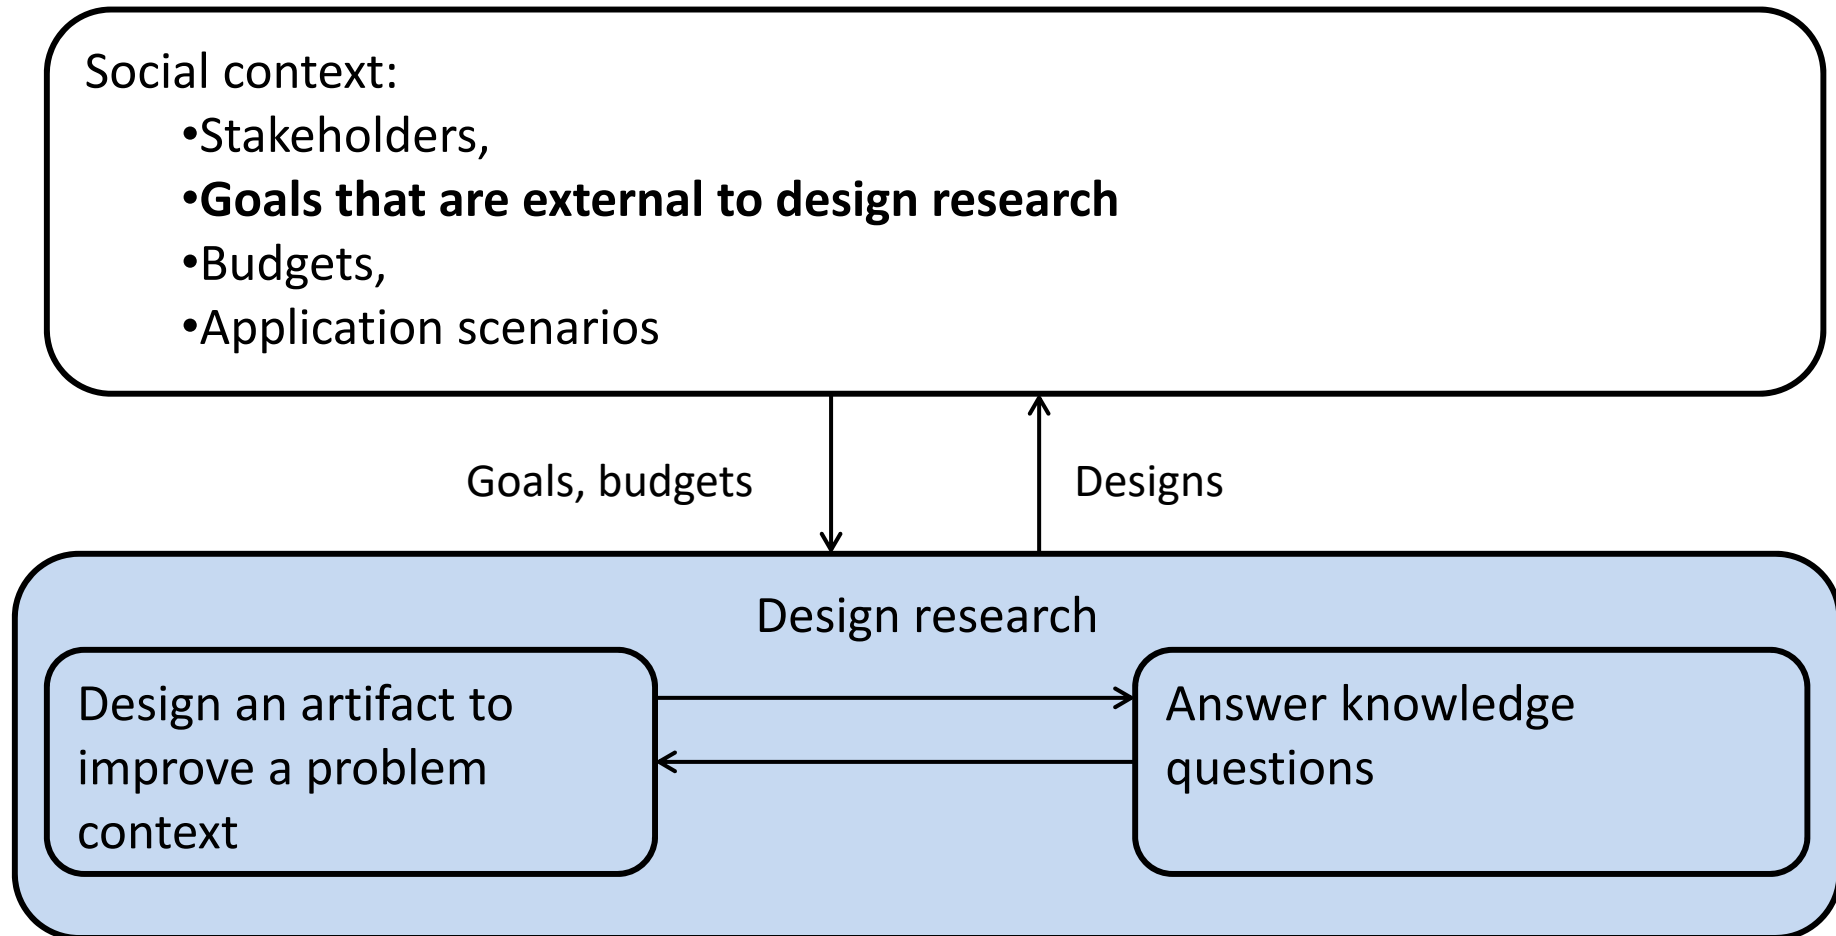 Social context:
•Stakeholders,
•Goals that are external to design research
•Budgets,
•Application scenarios
Goals, budgets
Designs
Design research
Design an artifact to
improve a problem
context
Answer knowledge
questions